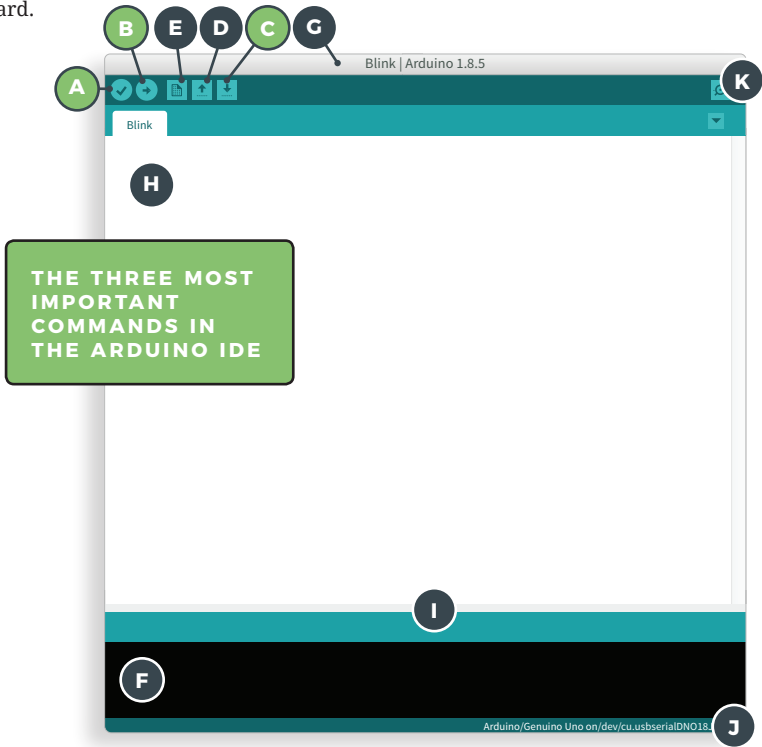 ard.
B E D C G
Blink | Arduino 1.8.5
A
K
Blink
H
THE THREE MOST
IMPORTANT
COMMANDS IN
THE ARDUINO IDE
I
F
Arduino/Genuino Uno on/dev/cu.usbserialDNO18
J